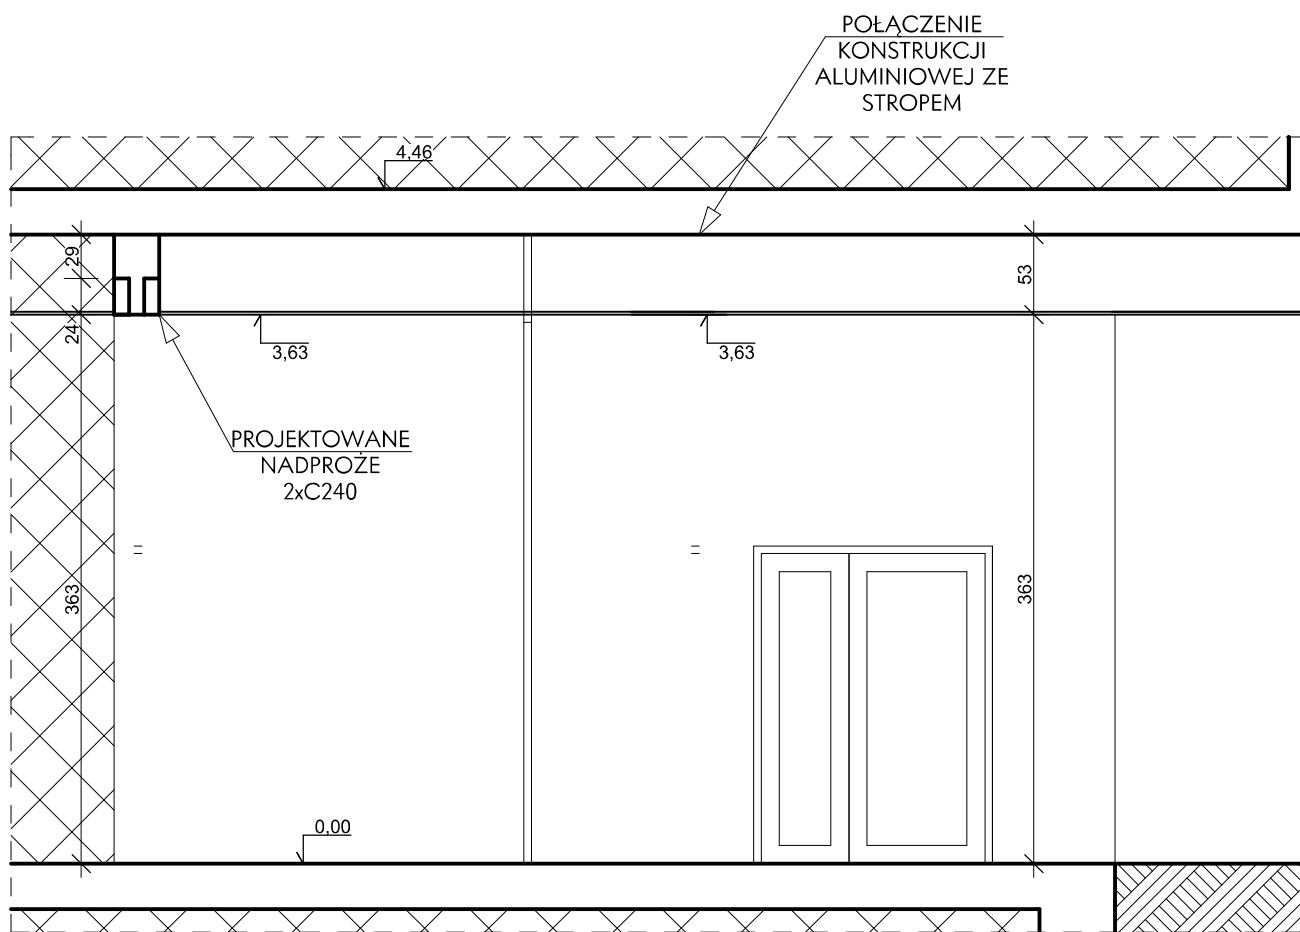 POŁĄCZENIE
KONSTRUKCJI
ALUMINIOWEJ ZE
STROPEM
4,46
29
53
24
3,63
3,63
PROJEKTOWANE
NADPROŻE
2xC240
363
363
0,00